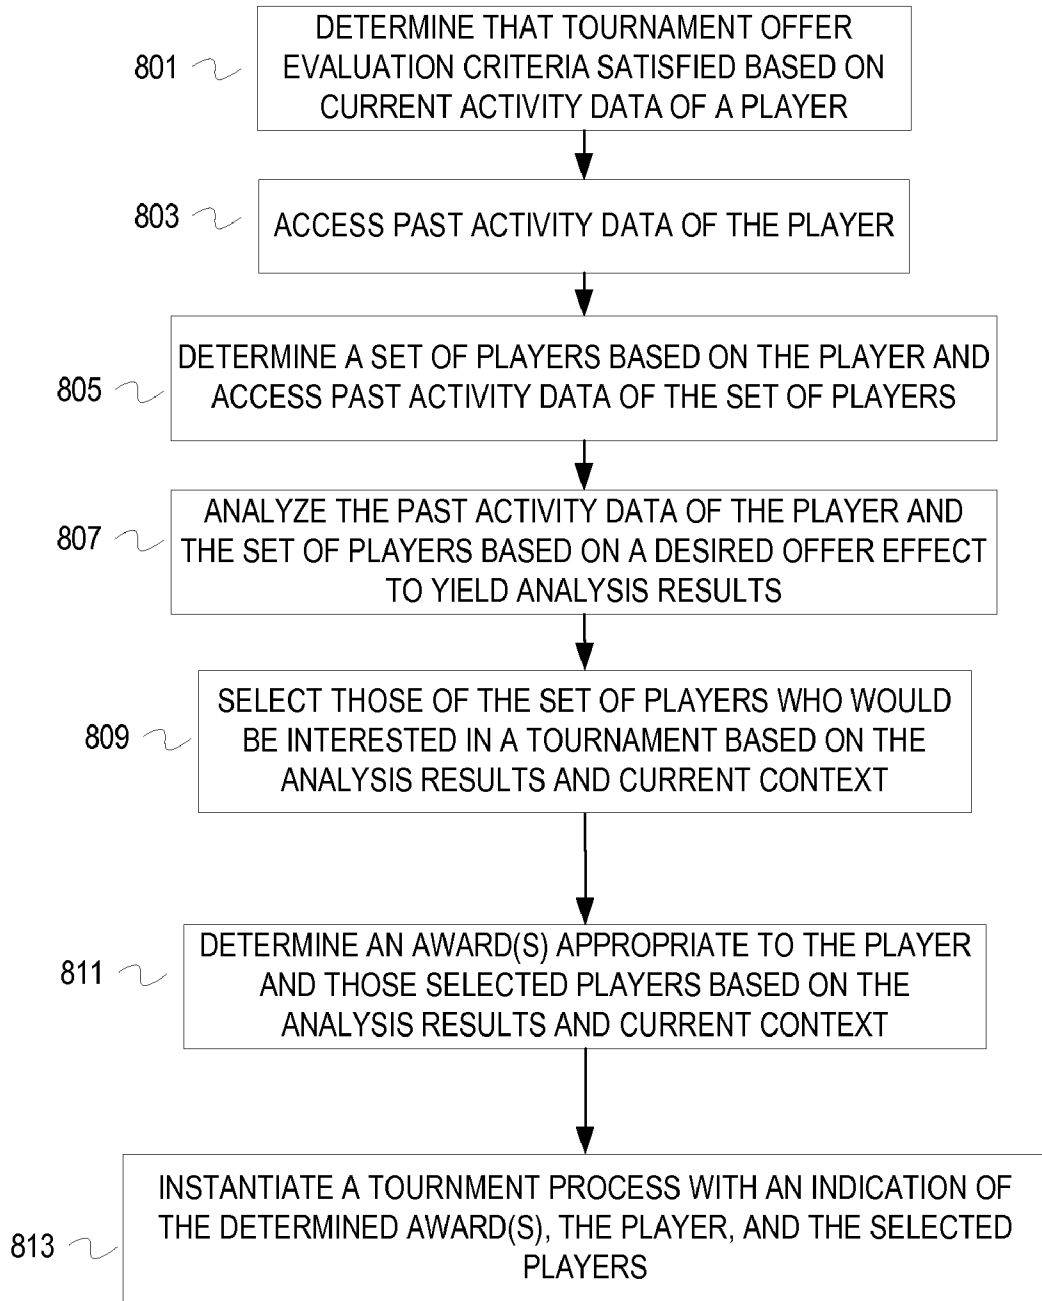 801
DETERMINE THAT TOURNAMENT OFFER
EVALUATION CRITERIA SATISFIED BASED ON
CURRENT ACTIVITY DATA OF A PLAYER
803
ACCESS PAST ACTIVITY DATA OF THE PLAYER
805
DETERMINE A SET OF PLAYERS BASED ON THE PLAYER AND
ACCESS PAST ACTIVITY DATA OF THE SET OF PLAYERS
807
ANALYZE THE PAST ACTIVITY DATA OF THE PLAYER AND
THE SET OF PLAYERS BASED ON A DESIRED OFFER EFFECT
TO YIELD ANALYSIS RESULTS
809
SELECT THOSE OF THE SET OF PLAYERS WHO WOULD
BE INTERESTED IN A TOURNAMENT BASED ON THE
ANALYSIS RESULTS AND CURRENT CONTEXT
811
DETERMINE AN AWARD(S) APPROPRIATE TO THE PLAYER
AND THOSE SELECTED PLAYERS BASED ON THE
ANALYSIS RESULTS AND CURRENT CONTEXT
813
INSTANTIATE A TOURNMENT PROCESS WITH AN INDICATION OF
THE DETERMINED AWARD(S), THE PLAYER, AND THE SELECTED
PLAYERS